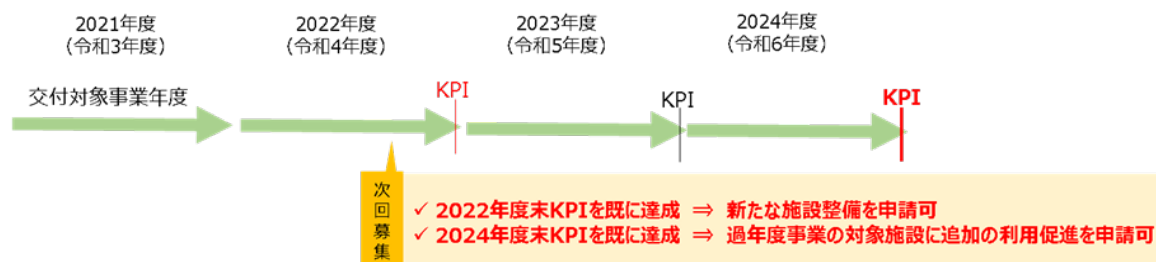 2021年度
(令和3年度)
2022年度
(令和4年度)
2023年度
(令和5年度)
2024年度
(令和6年度)
交付対象事業年度
KPI
KPI
KPI
次回募集
✓ 2022年度末KPIを既に達成 ⇒ 新たな施設整備を申請可
✓ 2024年度末KPIを既に達成 ⇒ 過年度事業の対象施設に追加の利用促進を申請可